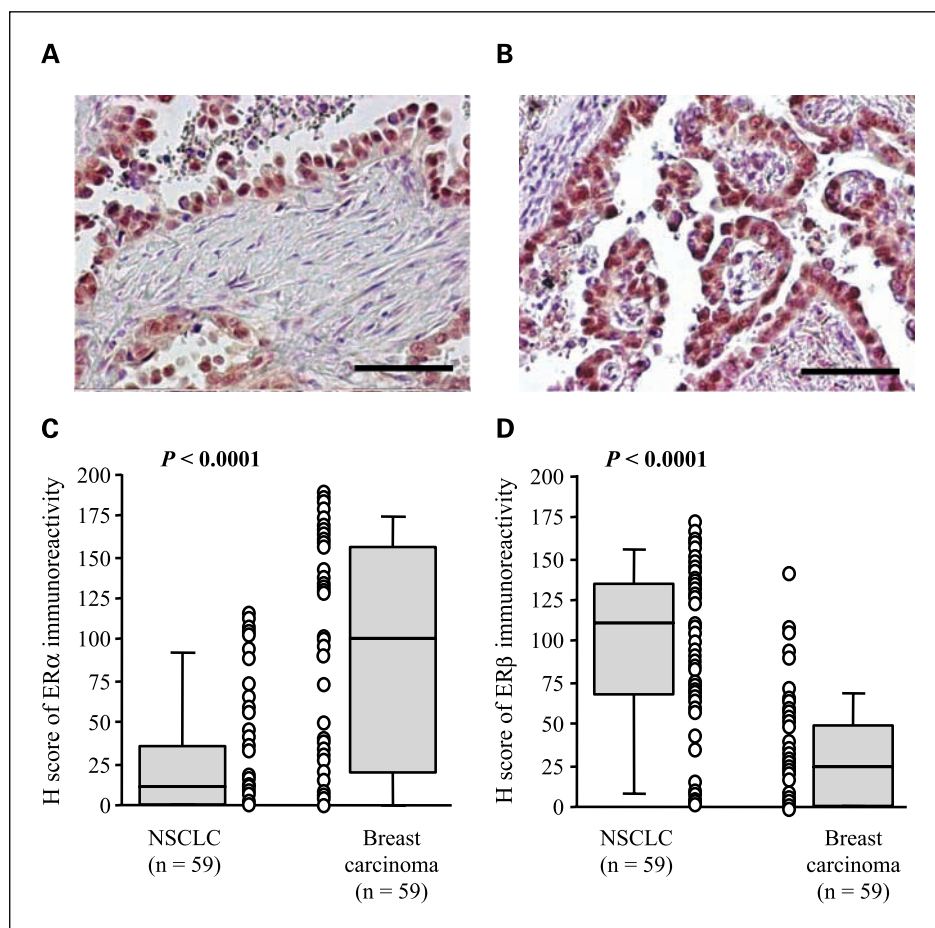 A
B
C
D
P < 0.0001
P < 0.0001
H score of ERα immunoreactivity
200
175
150
125
100
75
50
25
0
NSCLC
(n = 59)
Breast
carcinoma
(n = 59)
H score of ERβ immunoreactivity
200
175
150
125
100
75
50
25
0
NSCLC
(n = 59)
Breast
carcinoma
(n = 59)